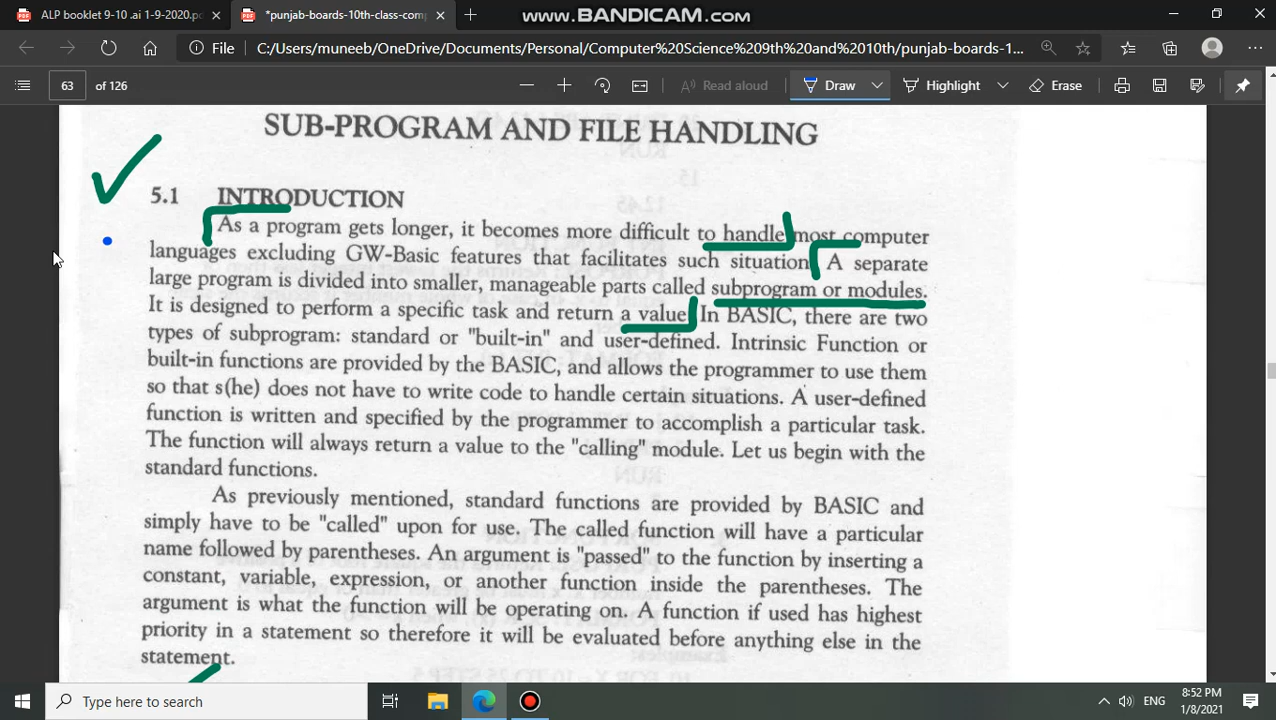 ALP booklet 9-10 .ai 1-9-2020.p
*punjab-boards-10th-class-com
www.BANDICAM.com
File
C:/Users/muneeb/OneDrive/Documents/Personal/Computer%20Science%209th%20and%2010th/punjab-boards-1...
63 of 126
Read aloud
Draw
Highlight
Erase
SUB-PROGRAM AND FILE HANDLING
5.1 INTRODUCTION
As a program gets longer, it becomes more difficult to handle most computer
languages excluding GW-Basic features that facilitates such situation. A separate
large program is divided into smaller, manageable parts called subprogram or modules.
It is designed to perform a specific task and return a value. In BASIC, there are two
types of subprogram: standard or "built-in" and user-defined. Intrinsic Function or
built-in functions are provided by the BASIC, and allows the programmer to use them
so that s(he) does not have to write code to handle certain situations. A user-defined
function is written and specified by the programmer to accomplish a particular task.
The function will always return a value to the "calling" module. Let us begin with the
standard functions.
As previously mentioned, standard functions are provided by BASIC and
simply have to be "called" upon for use. The called function will have a particular
name followed by parentheses. An argument is "passed" to the function by inserting a
constant, variable, expression, or another function inside the parentheses. The
argument is what the function will be operating on. A function if used has highest
priority in a statement so therefore it will be evaluated before anything else in the
statement.
Type here to search
ENG
8:52 PM
1/8/2021